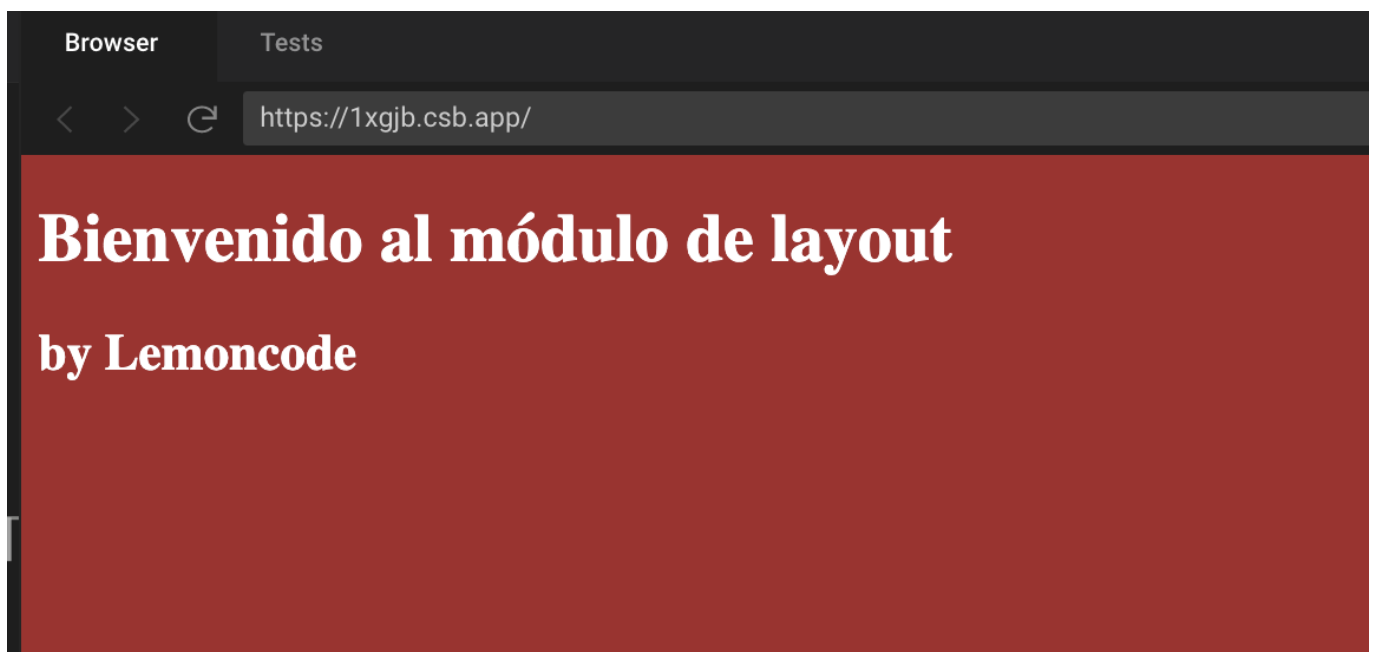 Browser Tests
https://1xgjb.csb.app/
Bienvenido al módulo de layout
by Lemoncode